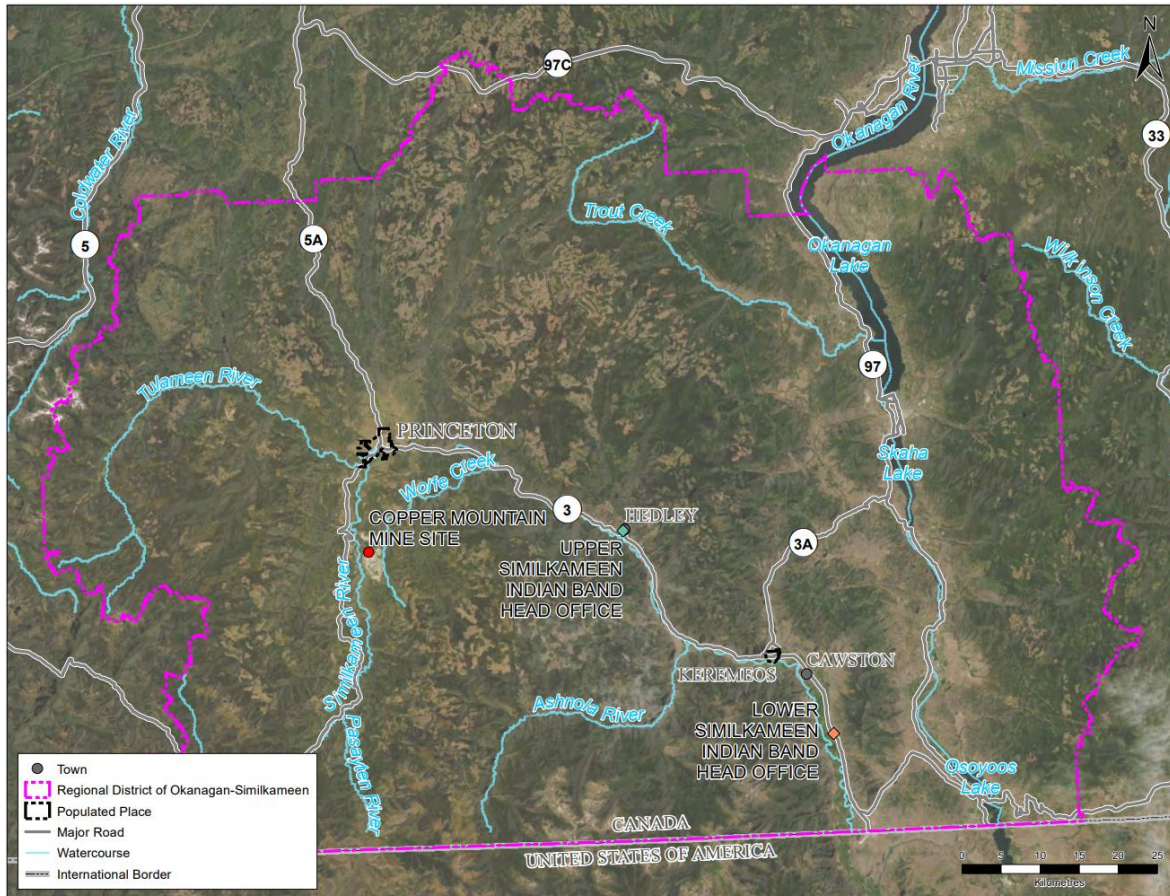 N
97C
Okanagan River
Mission Creek
33
Coldwater River
5
5A
Trout Creek
Okanagan
Lake
Wilkinson Creek
97
Tulameen River
PRINCETON
Wolfe Creek
Skaha
Lake
COPPER MOUNTAIN
MINE SITE
3
HEDLEY
3A
UPPER
SIMILKAMEEN
INDIAN BAND
HEAD OFFICE
Similkameen River
KEREMEOS
CAWSTON
Ashnola River
LOWER
SIMILKAMEEN
INDIAN BAND
HEAD OFFICE
Pasayten River
Osoyoos
Lake
CANADA
UNITED STATES OF AMERICA
Town
Regional District of Okanagan-Similkameen
Populated Place
Major Road
Watercourse
International Border
0 5 10 15 20 25
Kilometres